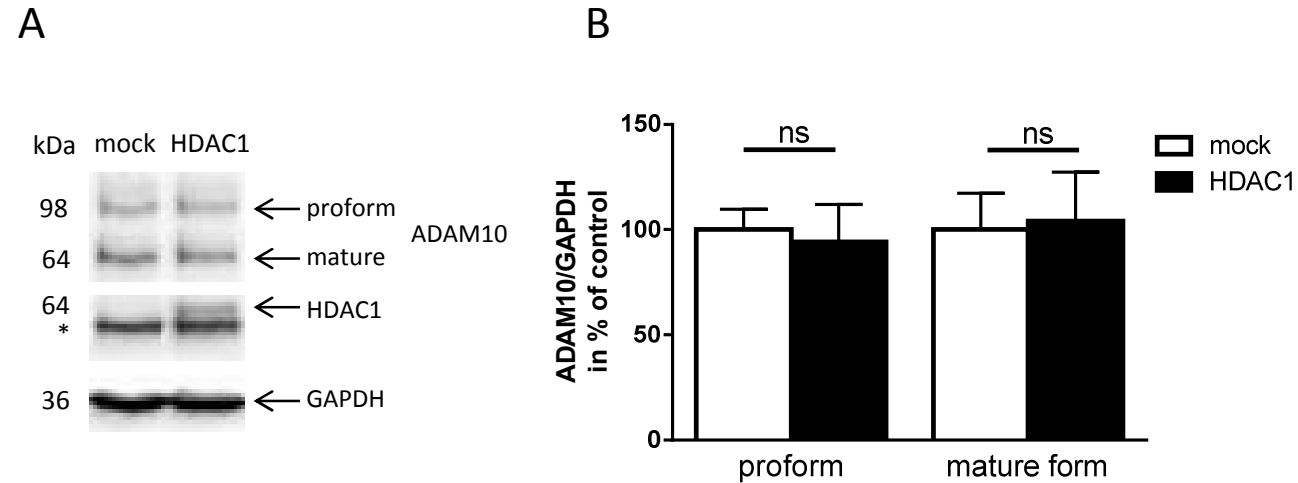 A
kDa mock HDAC1
98 proform
ADAM10
64 mature
64 HDAC1
*
36 GAPDH
B
150
100
50
0
ADAM10/GAPDH
in % of control
ns ns
mock
HDAC1
proform mature form